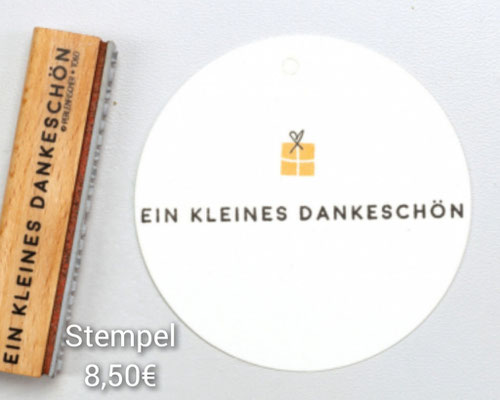 EIN KLEINES DANKESCHÖN
EIN KLEINES DANKESCHÖN
Stempel
8,50€